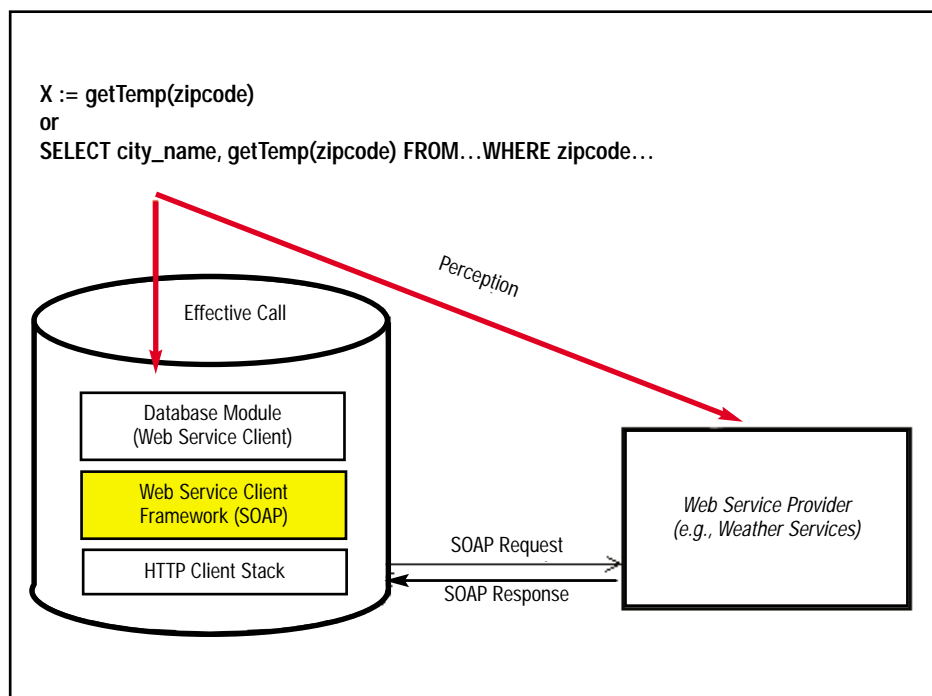 X := getTemp(zipcode)
or
SELECT city_name, getTemp(zipcode) FROM…WHERE zipcode…
Perception
Effective Call
Database Module
(Web Service Client)
Web Service Client
Framework (SOAP)
HTTP Client Stack
SOAP Request
SOAP Response
Web Service Provider
(e.g., Weather Services)